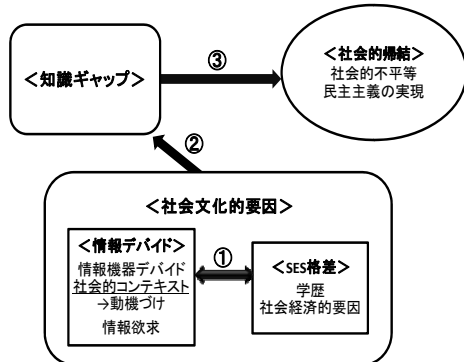 ＜知識ギャップ＞
③
＜社会的帰結＞
社会的不平等
民主主義の実現
②
＜社会文化的要因＞
＜情報デバイド＞
情報機器デバイド
社会的コンテキスト
→動機づけ
情報欲求
①
＜SES格差＞
学歴
社会経済的要因